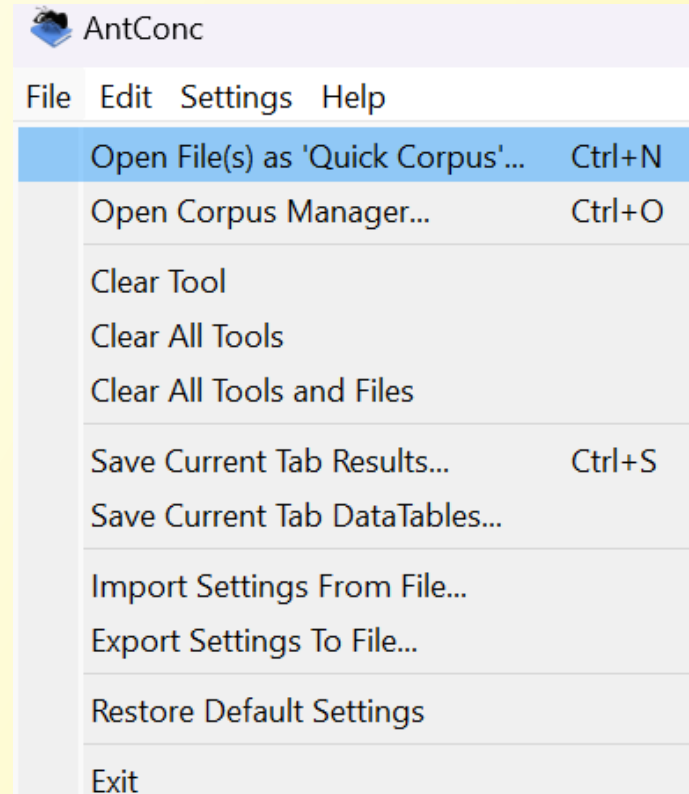 AntConc
File Edit Settings Help
Open File(s) as 'Quick Corpus'... Ctrl+N
Open Corpus Manager... Ctrl+O
Clear Tool
Clear All Tools
Clear All Tools and Files
Save Current Tab Results... Ctrl+S
Save Current Tab DataTables...
Import Settings From File...
Export Settings To File...
Restore Default Settings
Exit